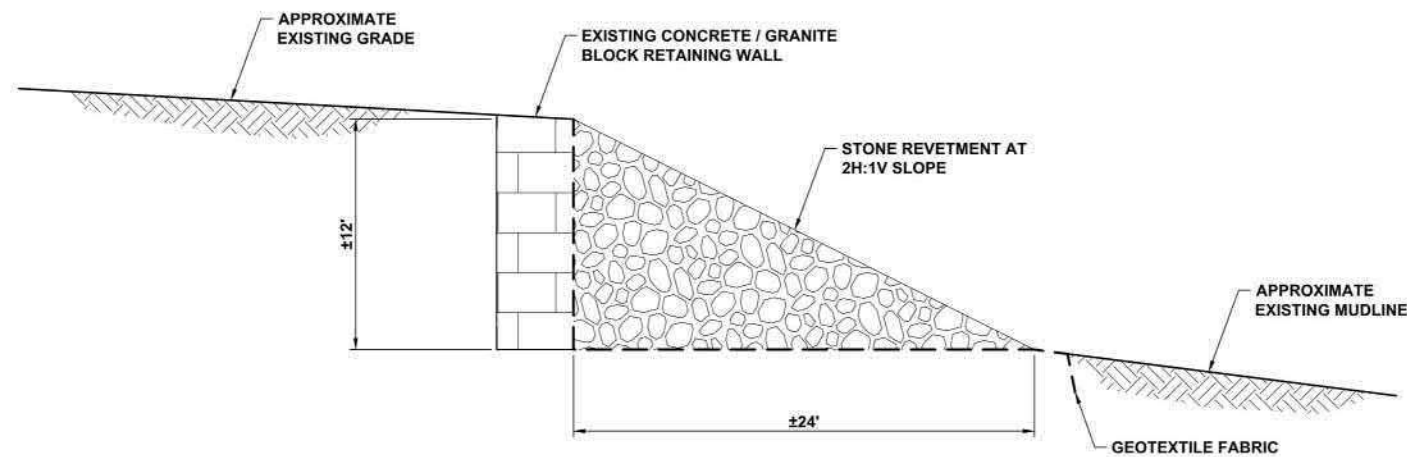 APPROXIMATE
EXISTING GRADE
EXISTING CONCRETE / GRANITE
BLOCK RETAINING WALL
STONE REVETMENT AT
2H:1V SLOPE
±12'
APPROXIMATE
EXISTING MUDLINE
±24'
GEOTEXTILE FABRIC